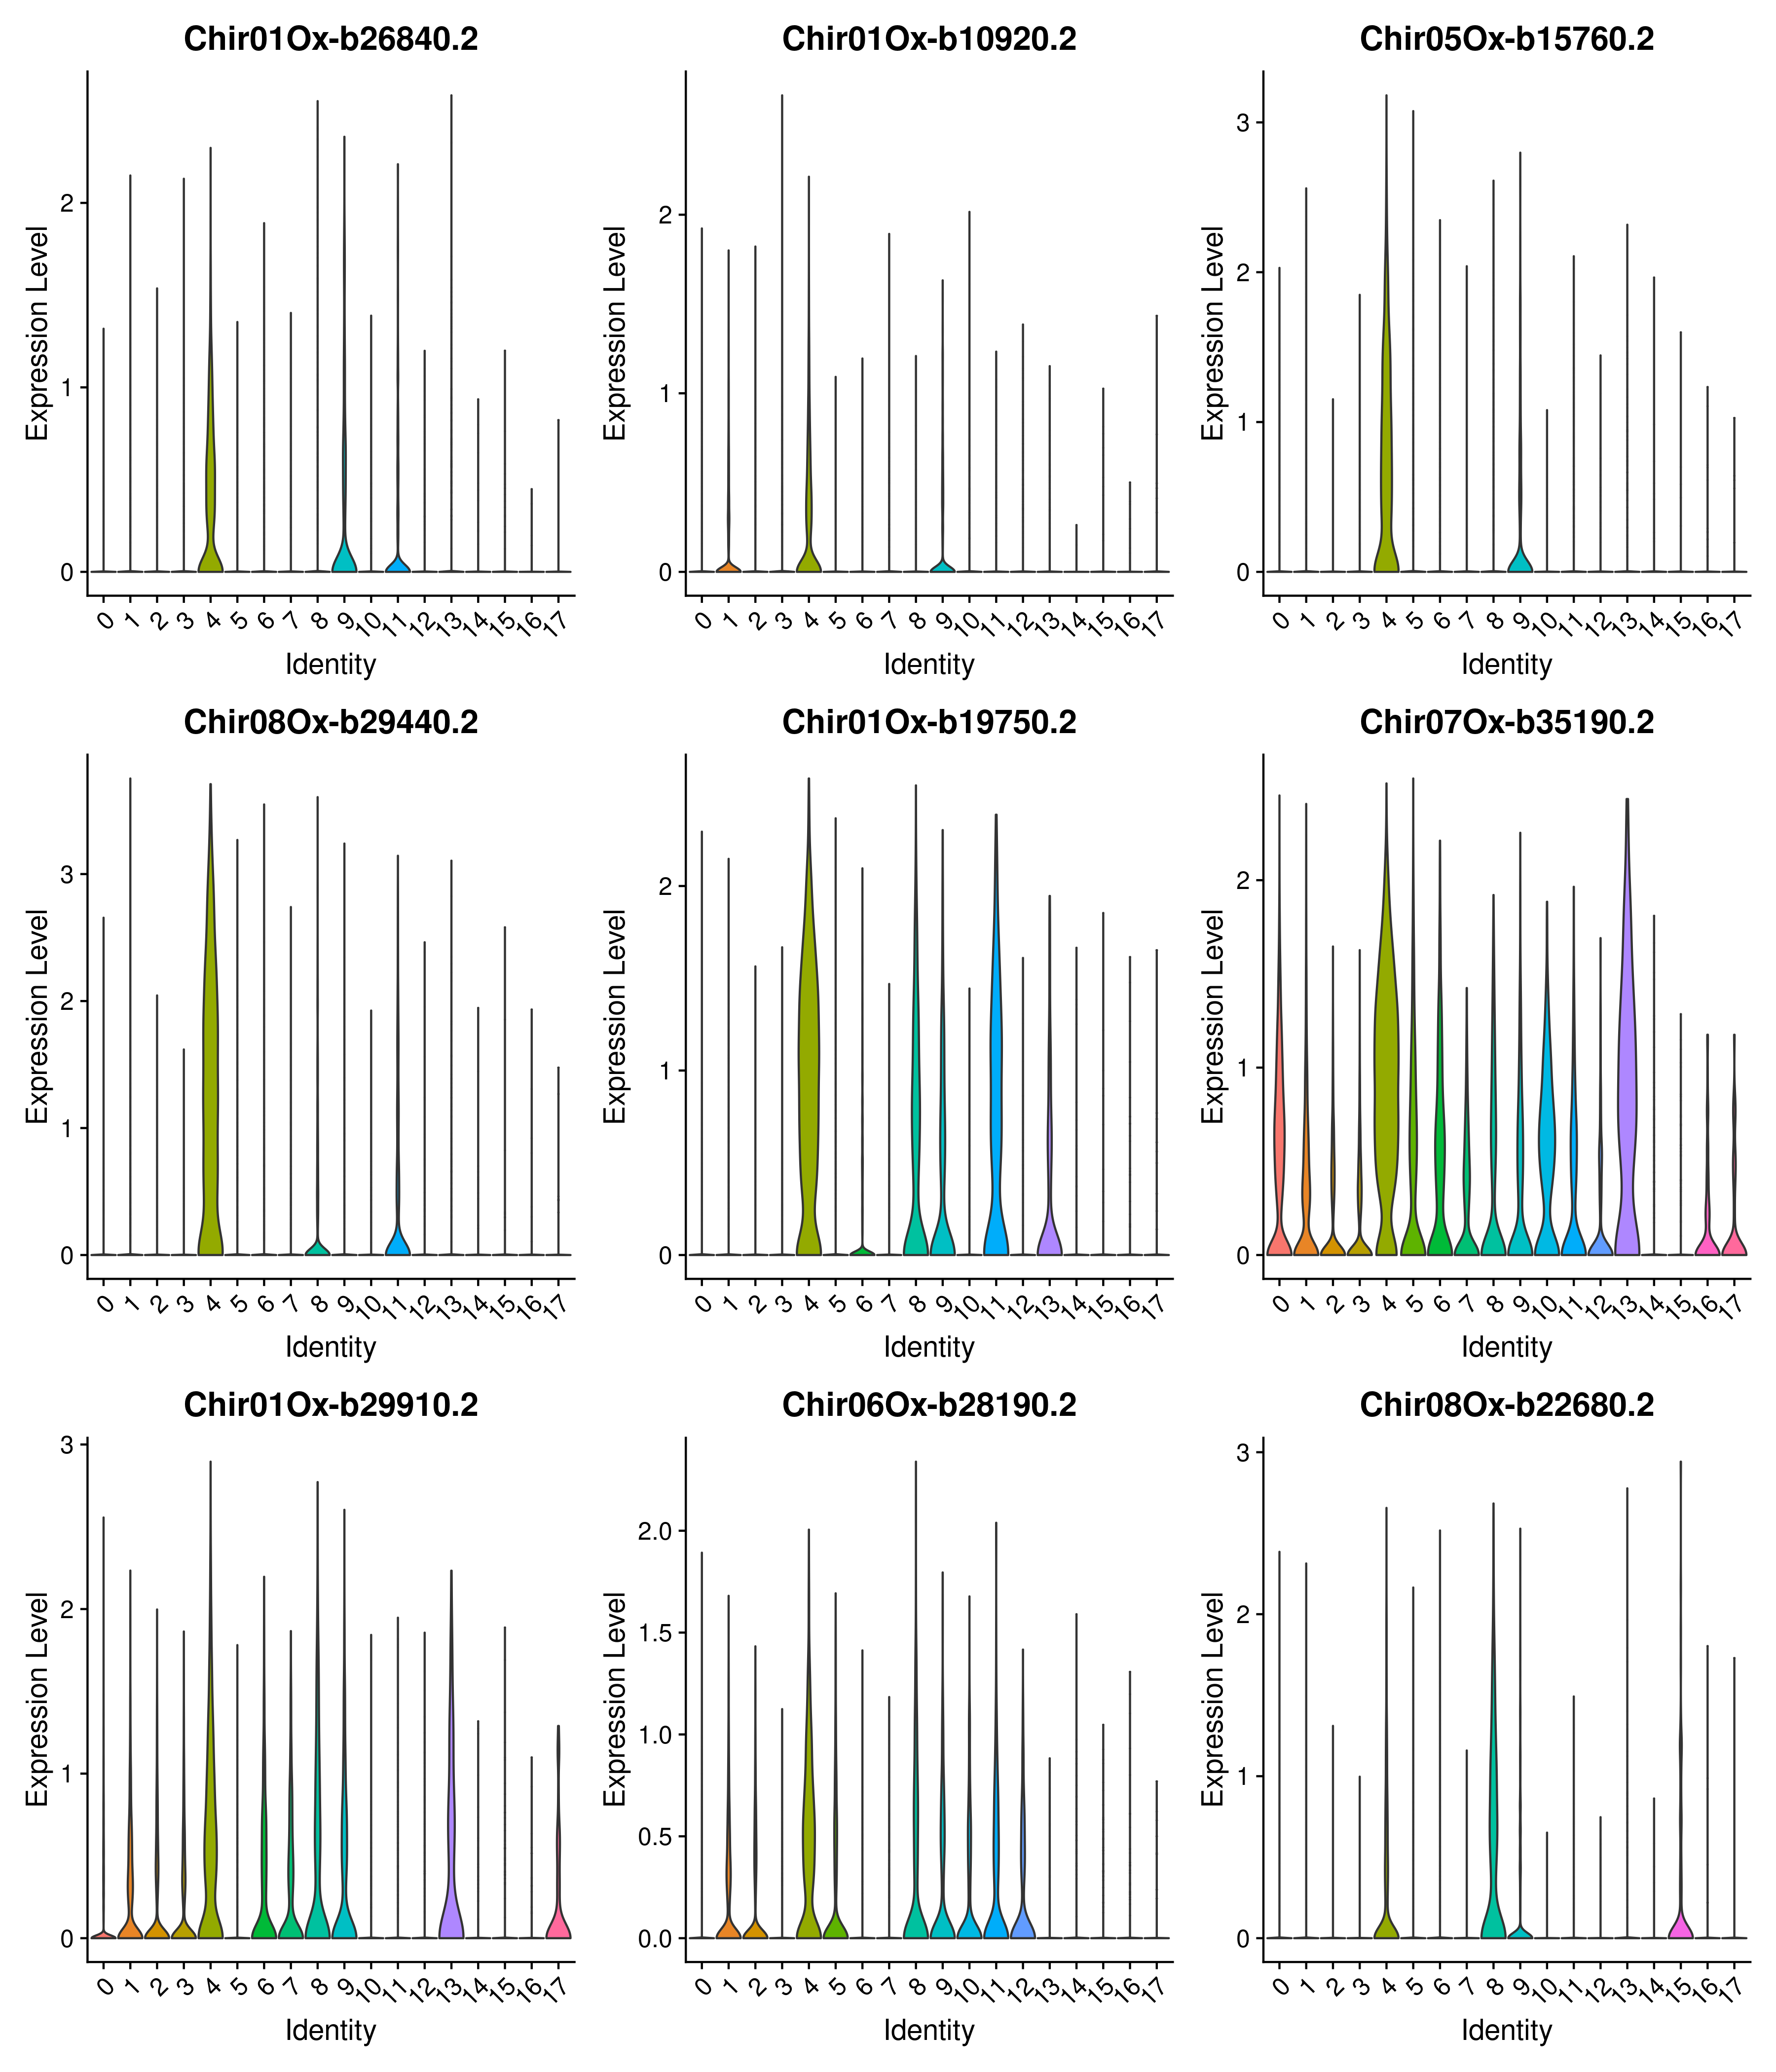 Chir01Ox-b26840.2
Expression Level
2
1
0
0 1 2 3 4 5 6 7 8 9 10 11 12 13 14 15 16 17
Identity
Chir01Ox-b10920.2
Expression Level
2
1
0
0 1 2 3 4 5 6 7 8 9 10 11 12 13 14 15 16 17
Identity
Chir05Ox-b15760.2
Expression Level
3
2
1
0
0 1 2 3 4 5 6 7 8 9 10 11 12 13 14 15 16 17
Identity
Chir08Ox-b29440.2
Expression Level
3
2
1
0
0 1 2 3 4 5 6 7 8 9 10 11 12 13 14 15 16 17
Identity
Chir01Ox-b19750.2
Expression Level
2
1
0
0 1 2 3 4 5 6 7 8 9 10 11 12 13 14 15 16 17
Identity
Chir07Ox-b35190.2
Expression Level
2
1
0
0 1 2 3 4 5 6 7 8 9 10 11 12 13 14 15 16 17
Identity
Chir01Ox-b29910.2
Expression Level
3
2
1
0
0 1 2 3 4 5 6 7 8 9 10 11 12 13 14 15 16 17
Identity
Chir06Ox-b28190.2
Expression Level
2.0
1.5
1.0
0.5
0.0
0 1 2 3 4 5 6 7 8 9 10 11 12 13 14 15 16 17
Identity
Chir08Ox-b22680.2
Expression Level
3
2
1
0
0 1 2 3 4 5 6 7 8 9 10 11 12 13 14 15 16 17
Identity